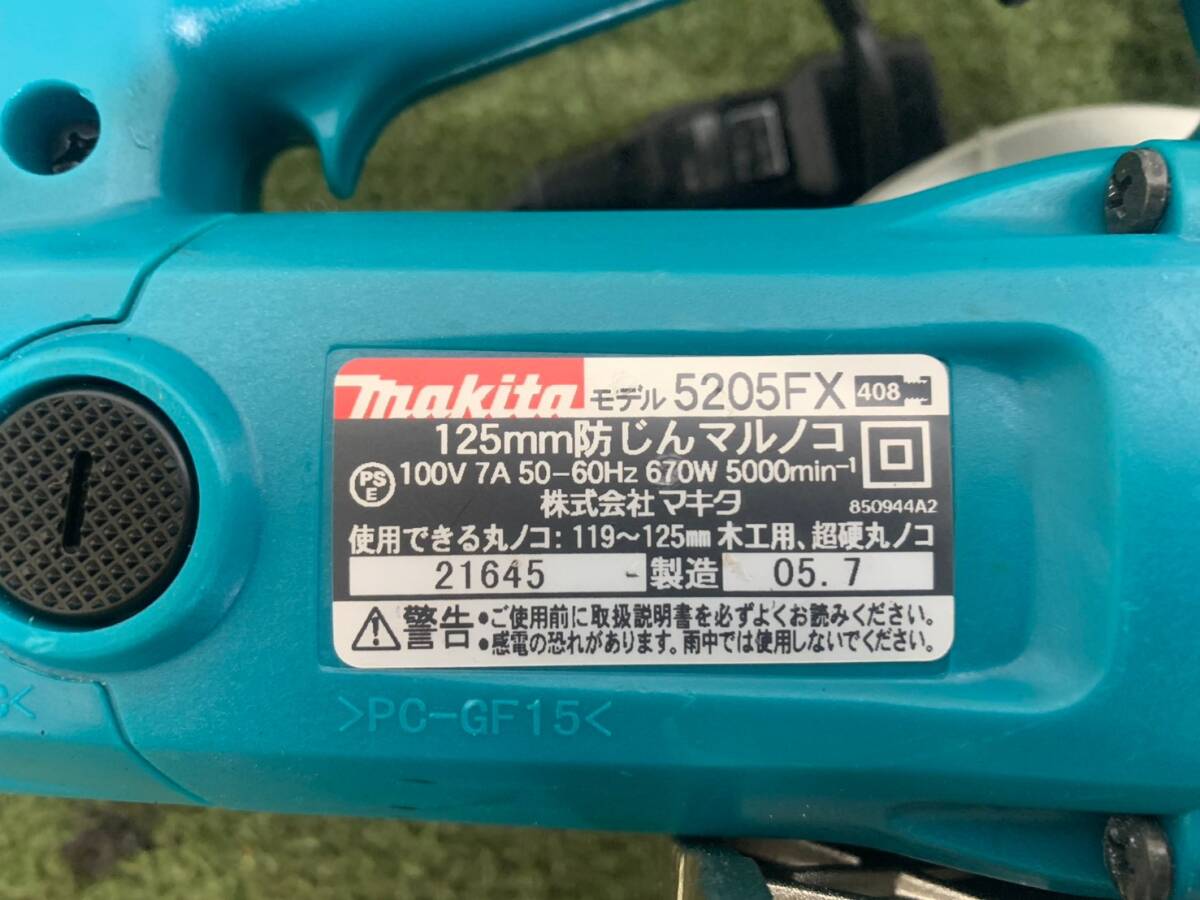 makita モデル 5205FX 408
125mm防じんマルノコ
PSE 100V 7A 50-60Hz 670W 5000min⁻¹
株式会社 マキタ 850944A2
使用できる丸ノコ: 119〜125mm 木工用、超硬丸ノコ
21645 - 製造 05.7
警告 •ご使用前に取扱説明書を必ずよくお読みください。
•感電の恐れがあります。雨中では使用しないでください。
>PC-GF15<